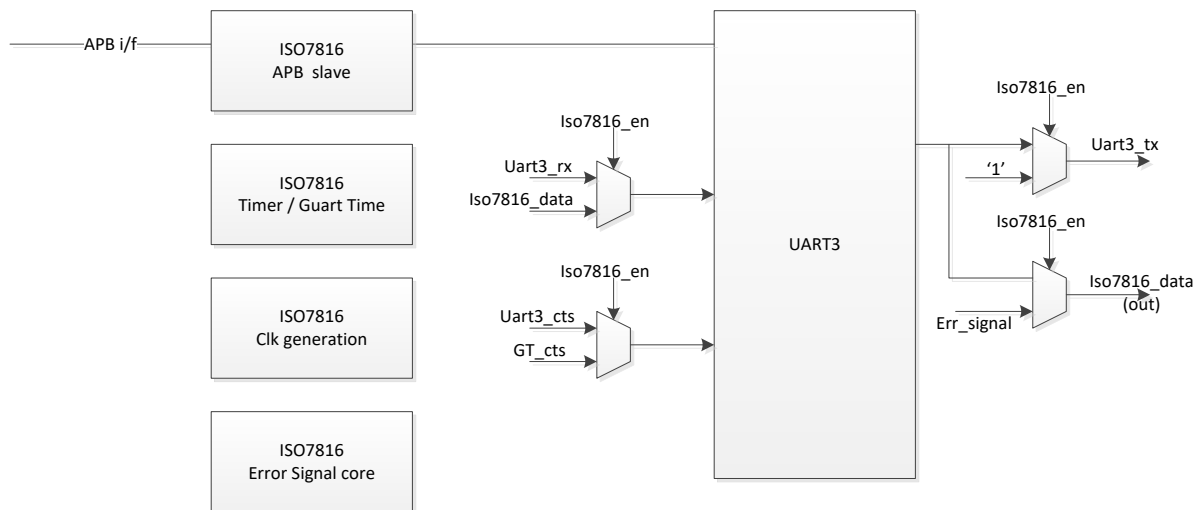 APB i/f
ISO7816
APB slave
ISO7816
Timer / Guart Time
ISO7816
Clk generation
ISO7816
Error Signal core
Iso7816_en
Uart3_rx
Iso7816_data
Iso7816_en
Uart3_cts
GT_cts
UART3
Iso7816_en
Uart3_tx
‘1’
Iso7816_en
Iso7816_data
(out)
Err_signal